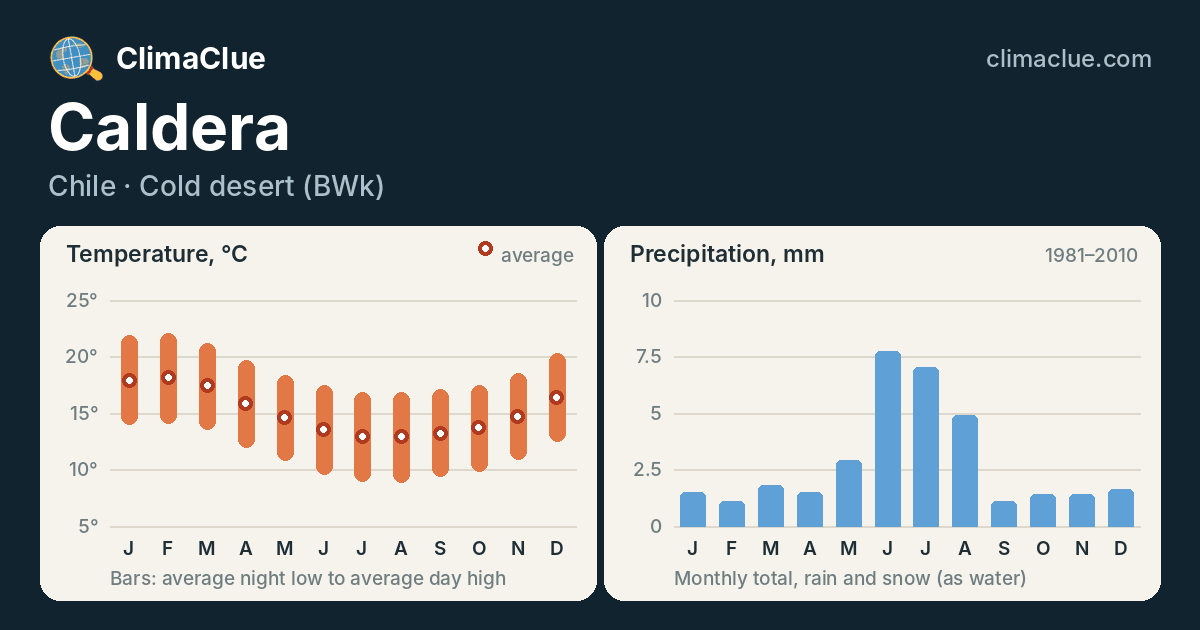 ClimaClue
climaclue.com
Caldera
Chile · Cold desert (BWk)
Temperature, °C
average
25°
20°
15°
10°
5°
J F M A M J J A S O N D
Bars: average night low to average day high
Precipitation, mm
1981–2010
10
7.5
5
2.5
0
J F M A M J J A S O N D
Monthly total, rain and snow (as water)